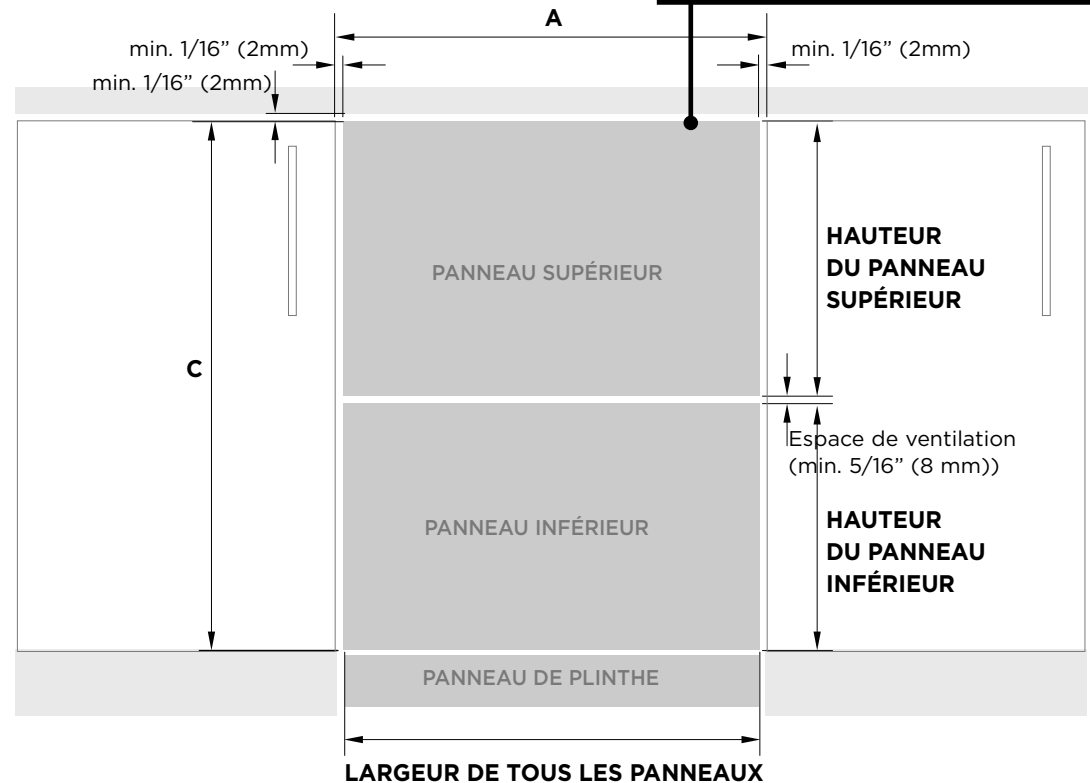 A
min. 1/16” (2mm)
min. 1/16” (2mm)
min. 1/16” (2mm)
PANNEAU SUPÉRIEUR
HAUTEUR
DU PANNEAU
SUPÉRIEUR
C
Espace de ventilation
(min. 5/16” (8 mm))
PANNEAU INFÉRIEUR
HAUTEUR
DU PANNEAU
INFÉRIEUR
PANNEAU DE PLINTHE
LARGEUR DE TOUS LES PANNEAUX